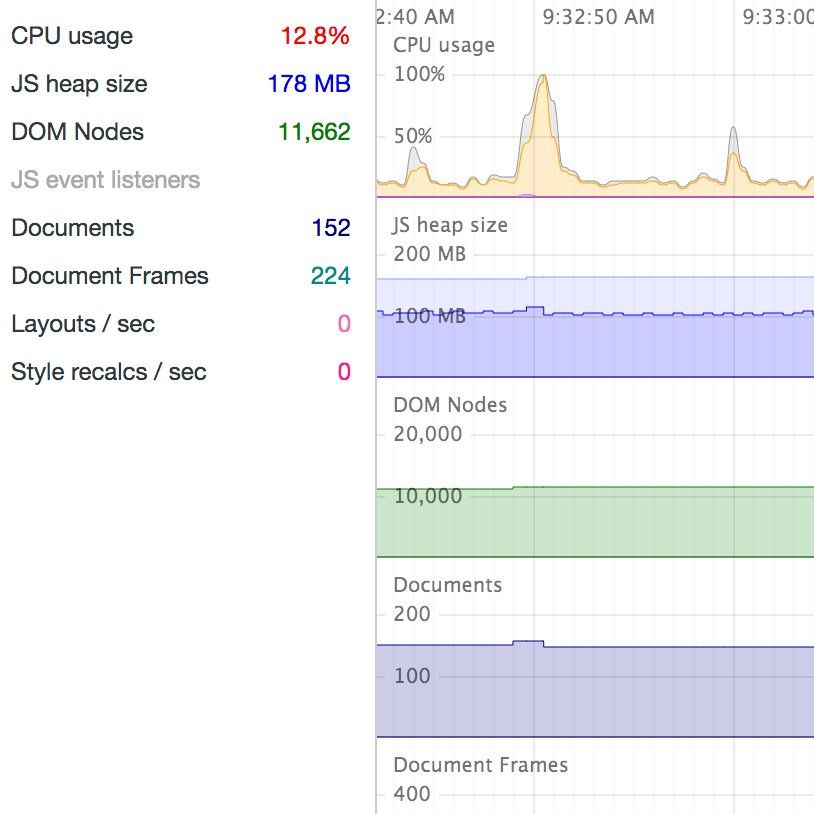 CPU usage 12.8%
JS heap size 178 MB
DOM Nodes 11,662
JS event listeners
Documents 152
Document Frames 224
Layouts / sec 0
Style recalcs / sec 0
2:40 AM 9:32:50 AM 9:33:00
CPU usage
100%
50%
JS heap size
200 MB
100 MB
DOM Nodes
20,000
10,000
Documents
200
100
Document Frames
400